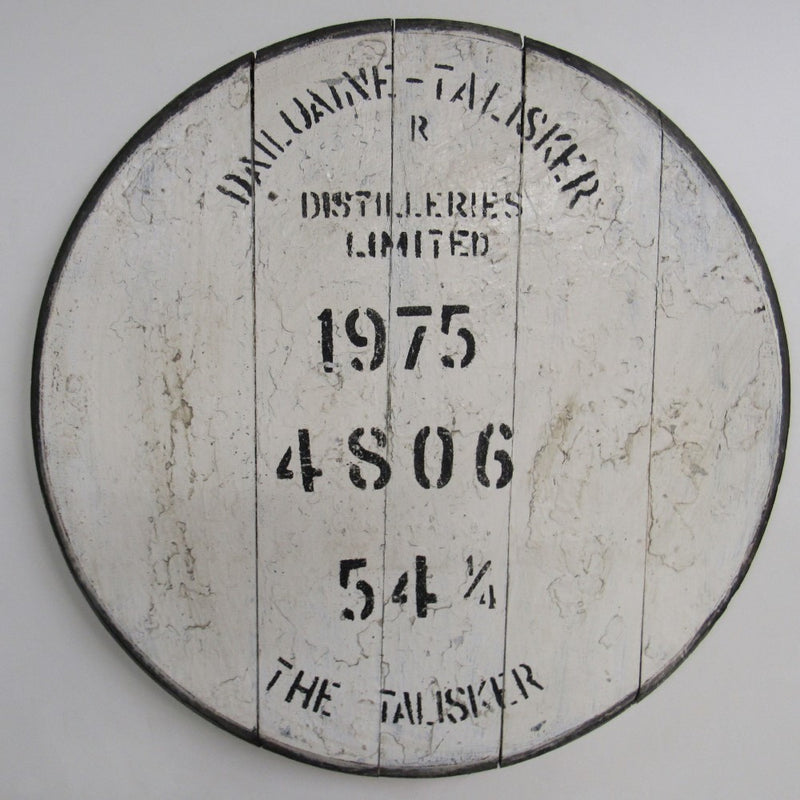 DAILUAINE-TALISKER
R
DISTILLERIES
LIMITED
1975
4806
54 ¼
THE TALISKER